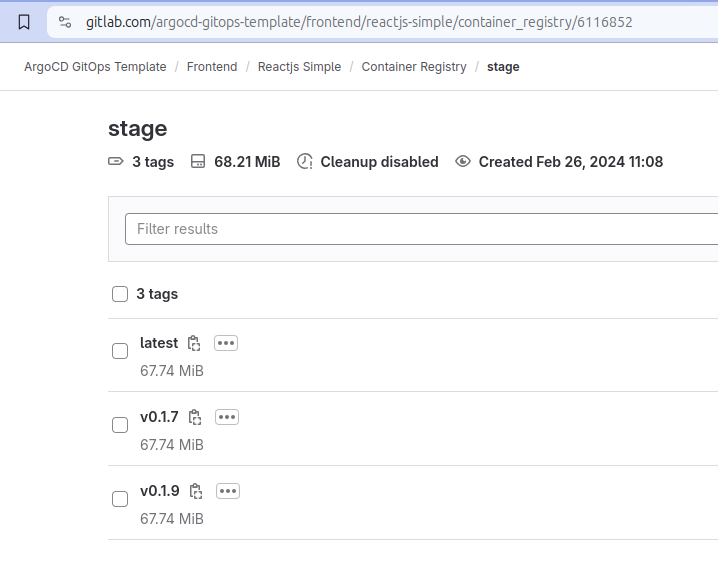 gitlab.com/argocd-gitops-template/frontend/reactjs-simple/container_registry/6116852
ArgoCD GitOps Template / Frontend / Reactjs Simple / Container Registry / stage
stage
3 tags 68.21 MiB Cleanup disabled Created Feb 26, 2024 11:08
Filter results
3 tags
latest
67.74 MiB
v0.1.7
67.74 MiB
v0.1.9
67.74 MiB